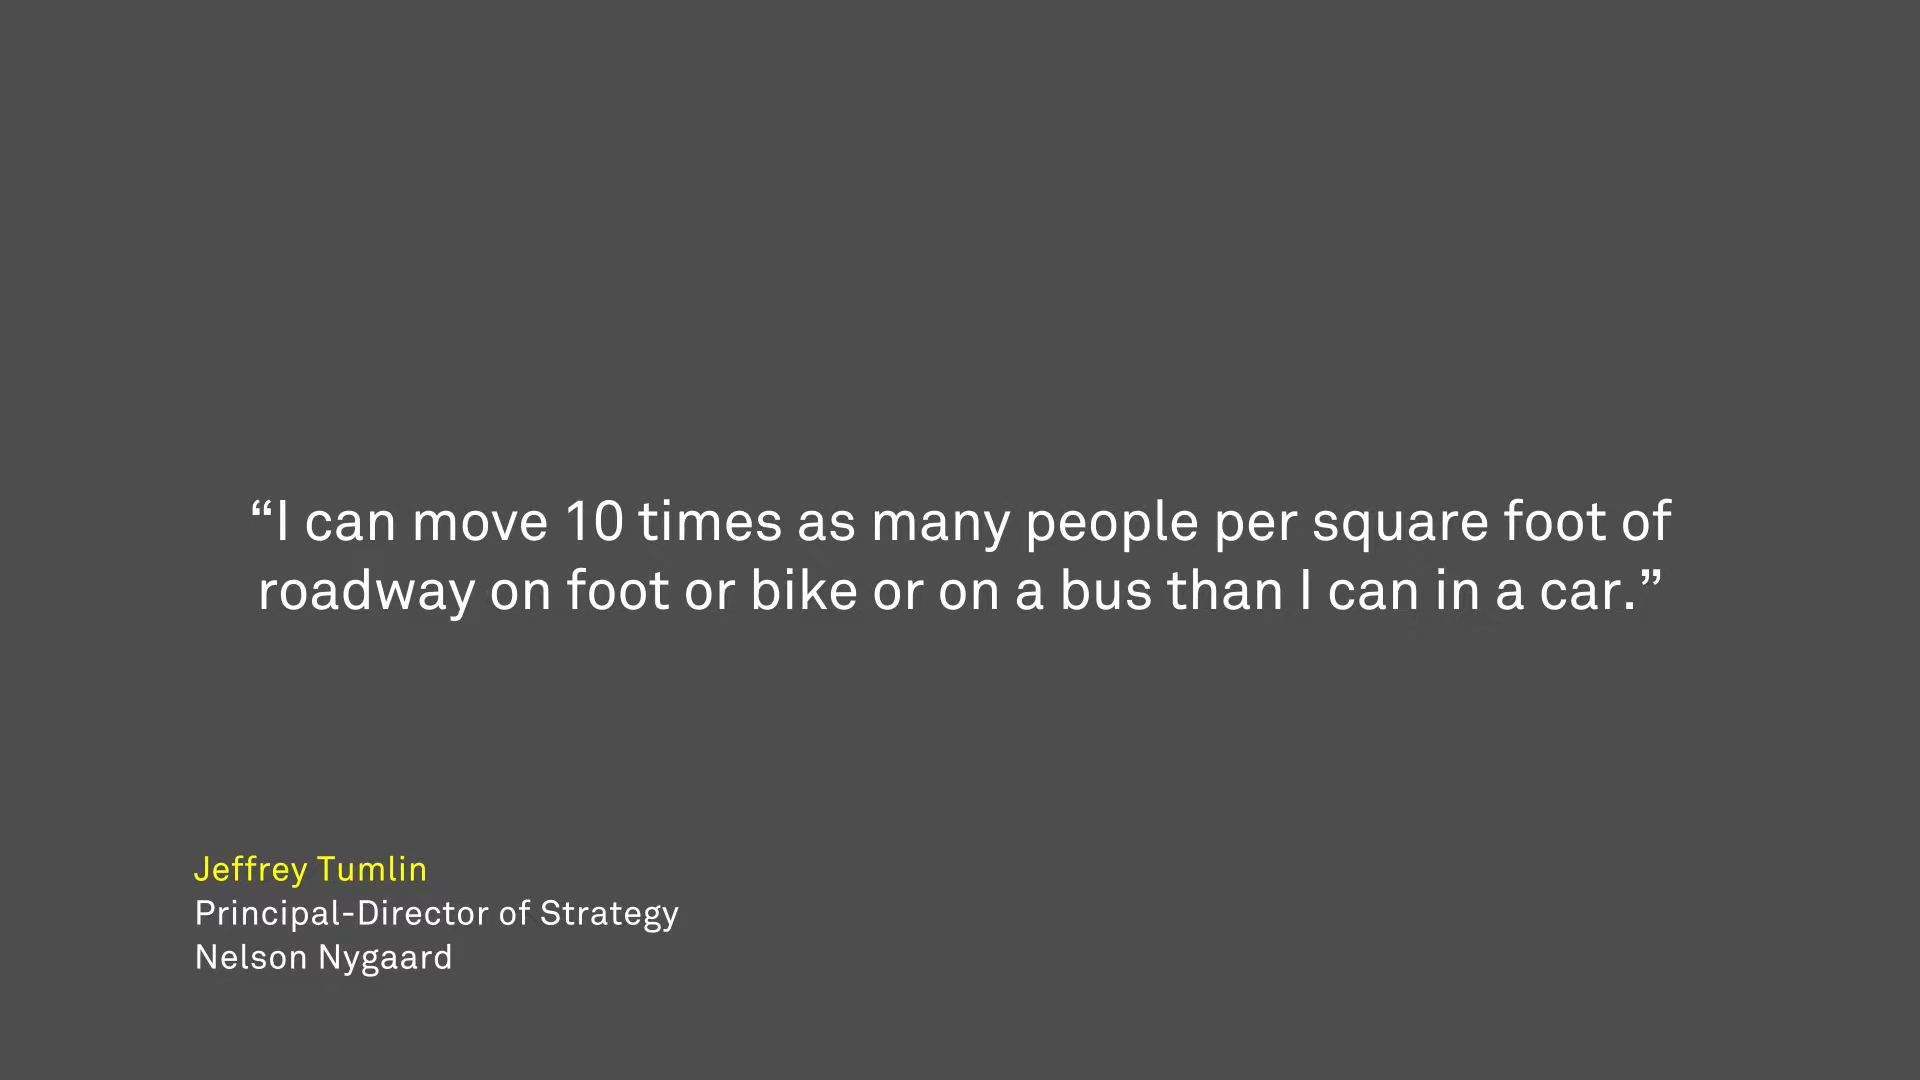 “I can move 10 times as many people per square foot of
roadway on foot or bike or on a bus than I can in a car.”
Jeffrey Tumlin
Principal-Director of Strategy
Nelson Nygaard